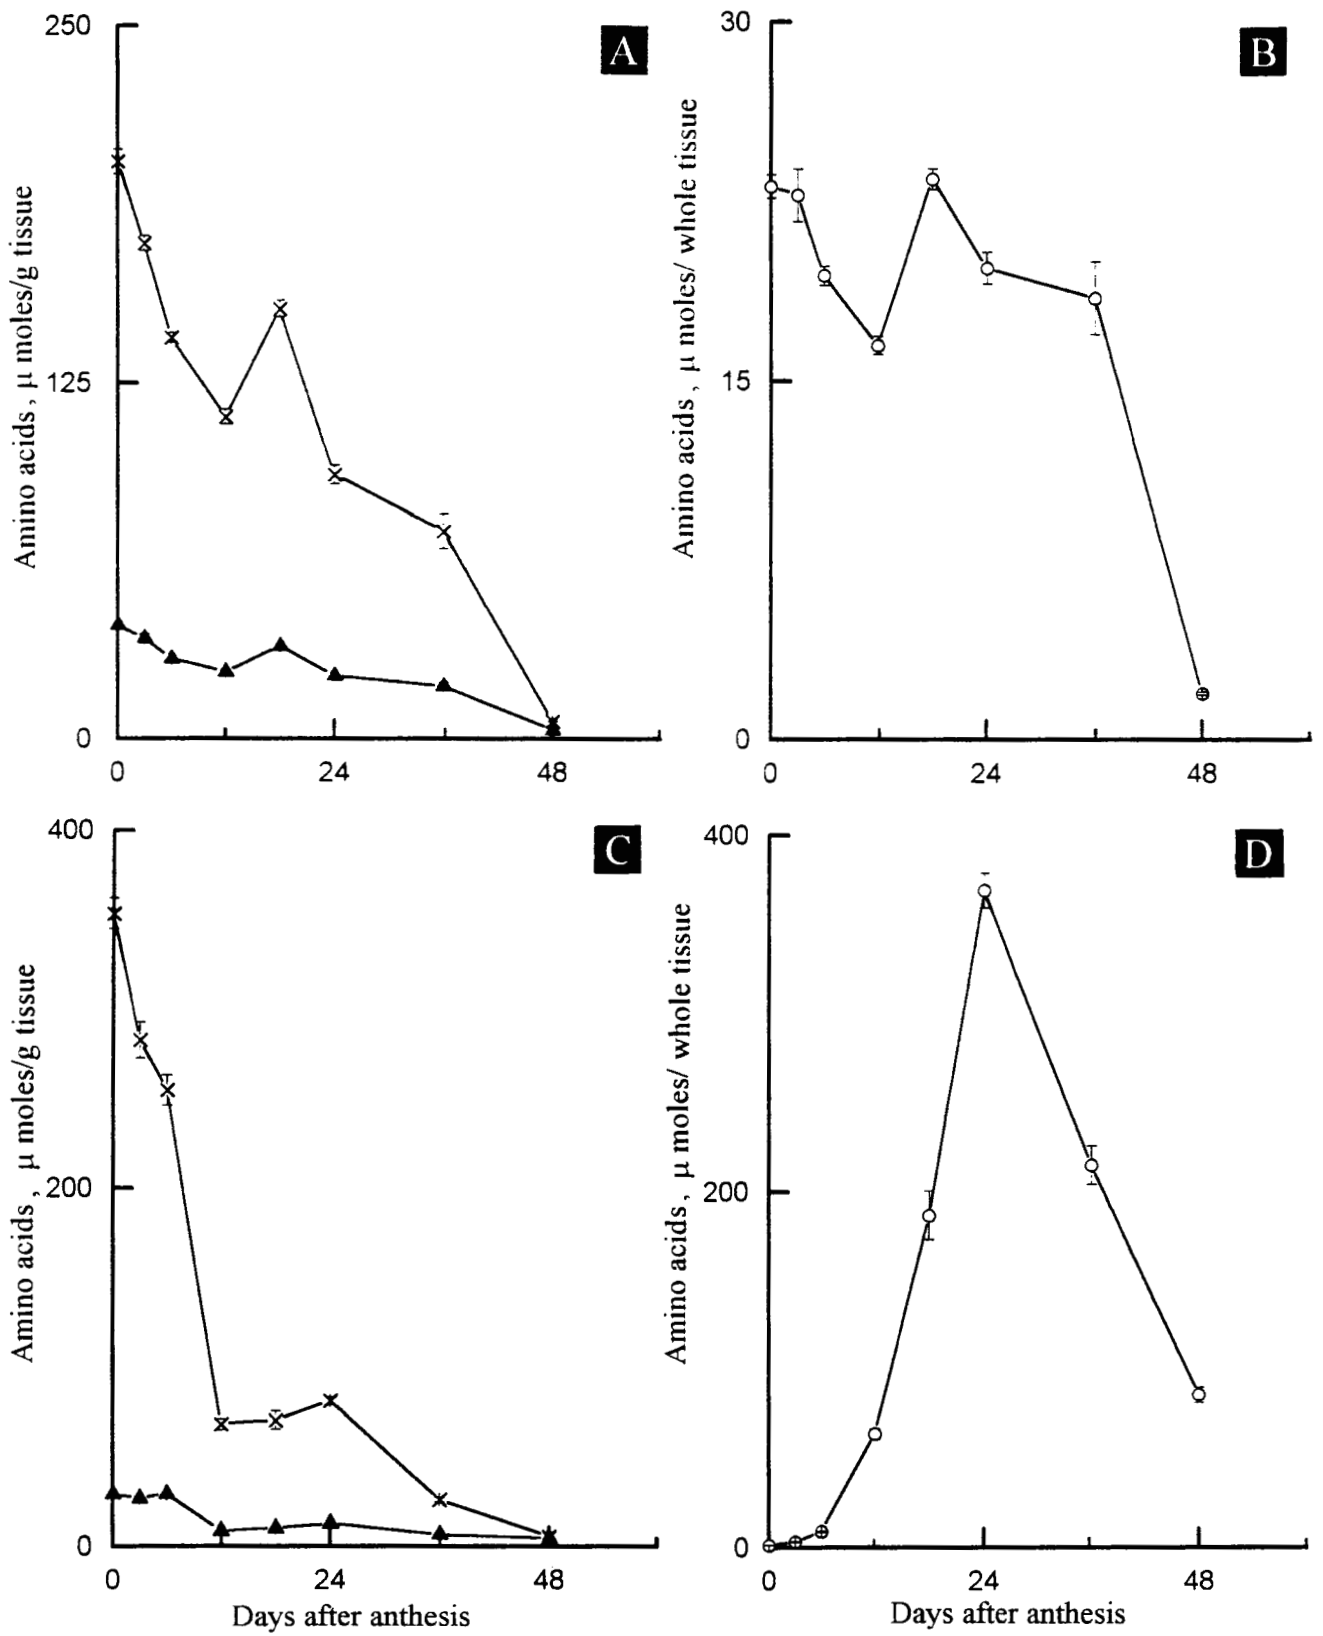 A
250
125
0
0
24
48
Amino acids, μ moles/g tissue
B
30
15
0
0
24
48
Amino acids, μ moles/ whole tissue
C
400
200
0
0
24
48
Amino acids, μ moles/g tissue
Days after anthesis
D
400
200
0
0
24
48
Amino acids, μ moles/ whole tissue
Days after anthesis